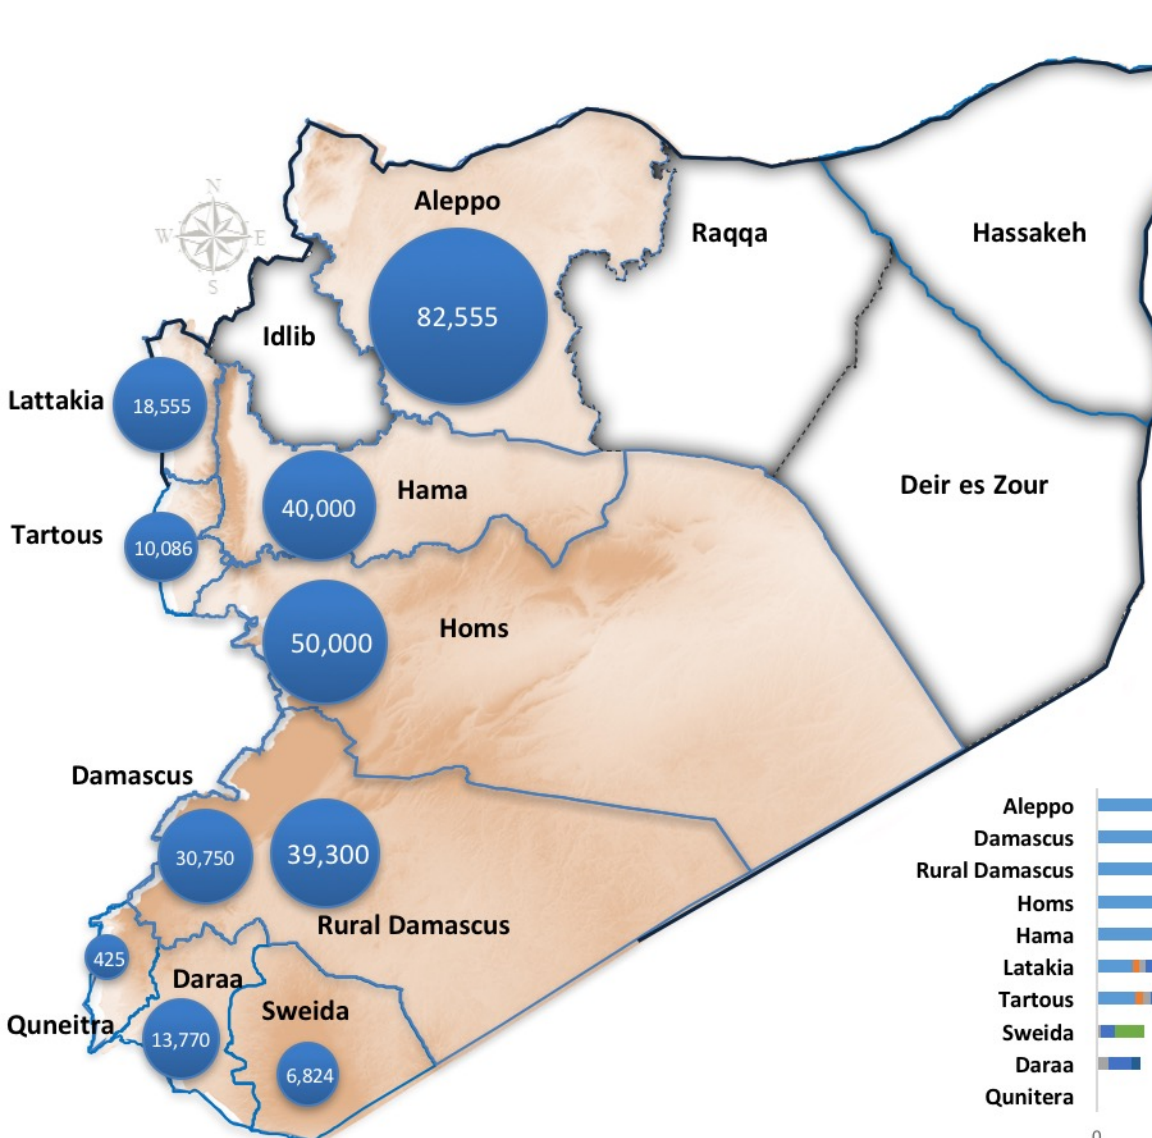 N
W E
S
Aleppo
82,555
Raqqa
Hassakeh
Idlib
Lattakia
18,555
Hama
40,000
Deir es Zour
Tartous
10,086
Homs
50,000
Damascus
30,750
39,300
Rural Damascus
425
Quneitra
Daraa
13,770
Sweida
6,824
Aleppo
Damascus
Rural Damascus
Homs
Hama
Latakia
Tartous
Sweida
Daraa
Qunitera
0